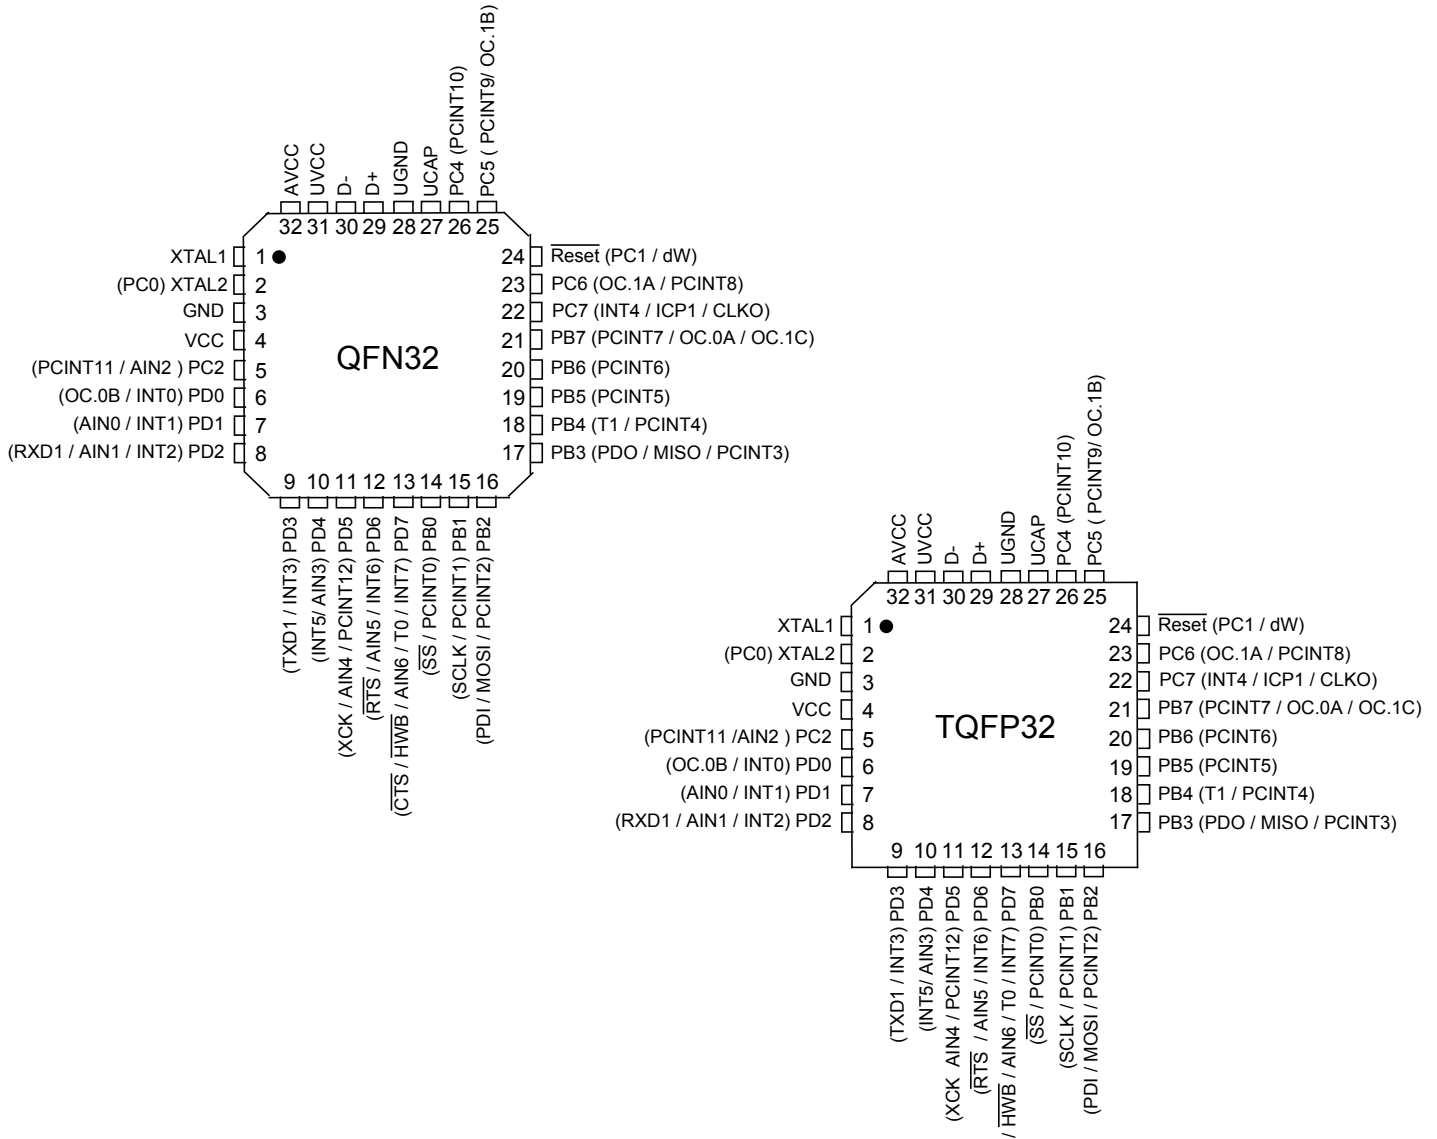 AVCC
UVCC
D-
D+
UGND
UCAP
PC4 (PCINT10)
PC5 ( PCINT9/ OC.1B)
32 31 30 29 28 27 26 25
XTAL1 1
(PC0) XTAL2 2
GND 3
VCC 4
(PCINT11 / AIN2 ) PC2 5
(OC.0B / INT0) PD0 6
(AIN0 / INT1) PD1 7
(RXD1 / AIN1 / INT2) PD2 8
QFN32
24 Reset (PC1 / dW)
23 PC6 (OC.1A / PCINT8)
22 PC7 (INT4 / ICP1 / CLKO)
21 PB7 (PCINT7 / OC.0A / OC.1C)
20 PB6 (PCINT6)
19 PB5 (PCINT5)
18 PB4 (T1 / PCINT4)
17 PB3 (PDO / MISO / PCINT3)
9 10 11 12 13 14 15 16
(TXD1 / INT3) PD3
(INT5/ AIN3) PD4
(XCK / AIN4 / PCINT12) PD5
(RTS / AIN5 / INT6) PD6
(CTS / HWB / AIN6 / T0 / INT7) PD7
(SS / PCINT0) PB0
(SCLK / PCINT1) PB1
(PDI / MOSI / PCINT2) PB2
AVCC
UVCC
D-
D+
UGND
UCAP
PC4 (PCINT10)
PC5 ( PCINT9/ OC.1B)
32 31 30 29 28 27 26 25
XTAL1 1
(PC0) XTAL2 2
GND 3
VCC 4
(PCINT11 /AIN2 ) PC2 5
(OC.0B / INT0) PD0 6
(AIN0 / INT1) PD1 7
(RXD1 / AIN1 / INT2) PD2 8
TQFP32
24 Reset (PC1 / dW)
23 PC6 (OC.1A / PCINT8)
22 PC7 (INT4 / ICP1 / CLKO)
21 PB7 (PCINT7 / OC.0A / OC.1C)
20 PB6 (PCINT6)
19 PB5 (PCINT5)
18 PB4 (T1 / PCINT4)
17 PB3 (PDO / MISO / PCINT3)
9 10 11 12 13 14 15 16
(TXD1 / INT3) PD3
(INT5/ AIN3) PD4
(XCK AIN4 / PCINT12) PD5
(RTS / AIN5 / INT6) PD6
/ HWB / AIN6 / T0 / INT7) PD7
(SS / PCINT0) PB0
(SCLK / PCINT1) PB1
(PDI / MOSI / PCINT2) PB2